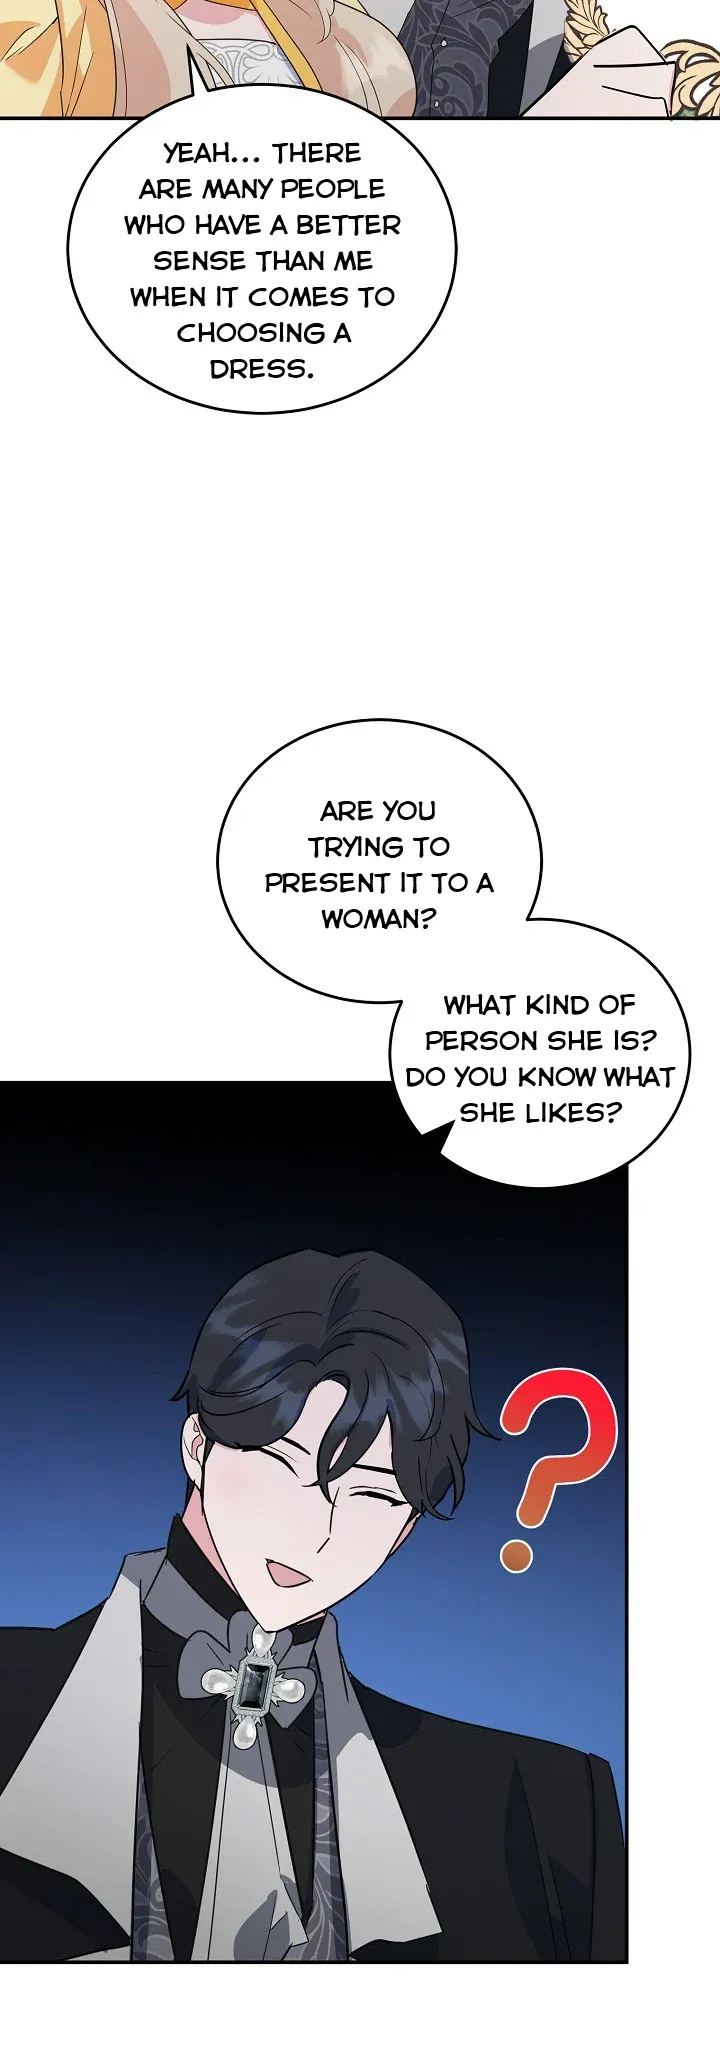 YEAH... THERE
ARE MANY PEOPLE
WHO HAVE A BETTER
SENSE THAN ME
WHEN IT COMES TO
CHOOSING A
DRESS.
ARE YOU
TRYING TO
PRESENT IT TO A
WOMAN?
WHAT KIND OF
PERSON SHE IS?
DO YOU KNOW WHAT
SHE LIKES?
?